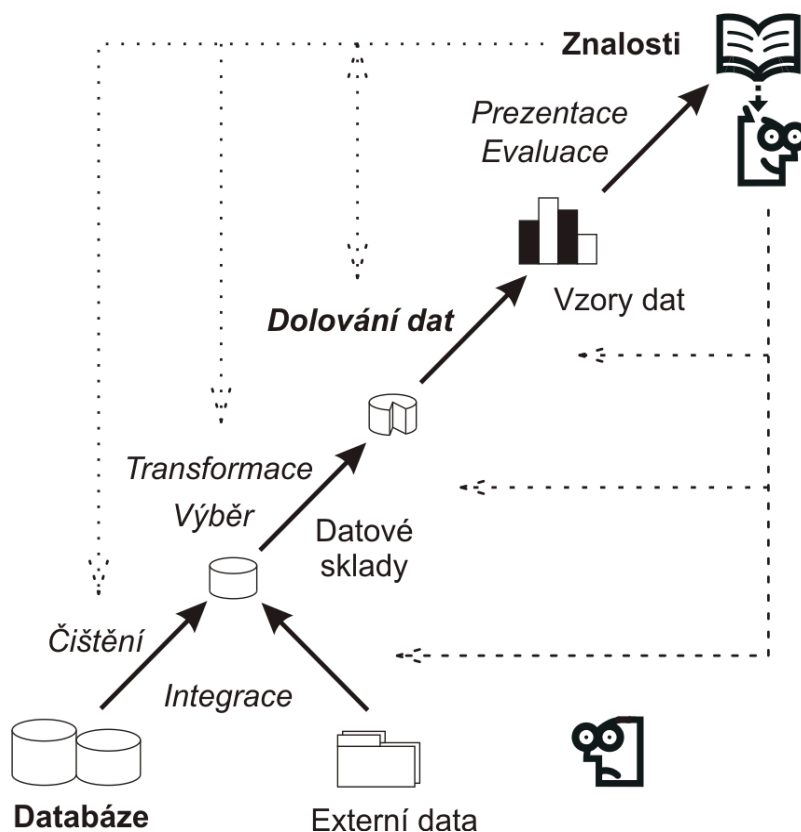 Znalosti
Prezentace
Evaluace
Vzory dat
Dolování dat
Transformace
Výběr
Datové
sklady
Čištění
Integrace
Databáze
Externí data